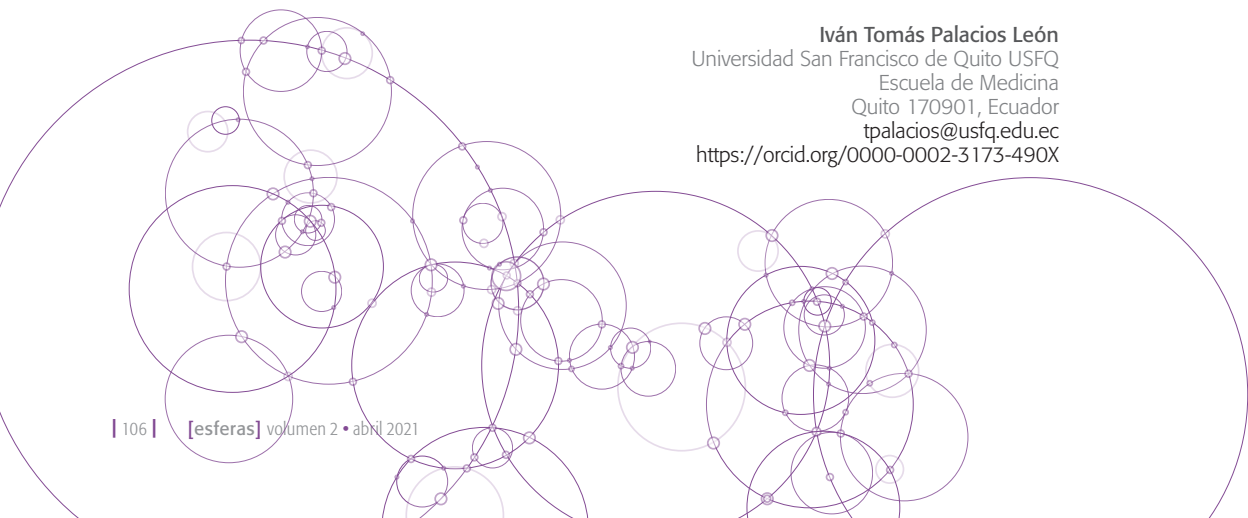 Iván Tomás Palacios León
Universidad San Francisco de Quito USFQ
Escuela de Medicina
Quito 170901, Ecuador
tpalacios@usfq.edu.ec
https://orcid.org/0000-0002-3173-490X
| 106 | [esferas] volumen 2 • abril 2021